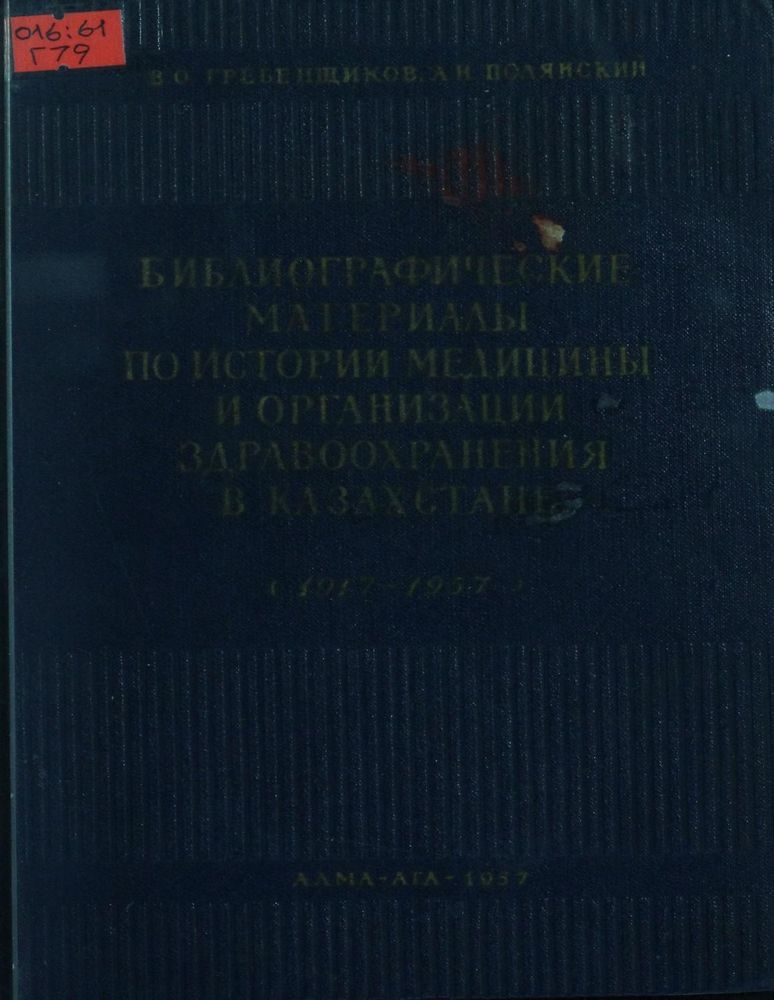 016:61
Г79
В.О. ГРЕБЕНЩИКОВ, А.И. ПОЛЯНСКИЙ
БИБЛИОГРАФИЧЕСКИЕ
МАТЕРИАЛЫ
ПО ИСТОРИИ МЕДИЦИНЫ
И ОРГАНИЗАЦИИ
ЗДРАВООХРАНЕНИЯ
В КАЗАХСТАНЕ
(1917-1957)
АЛМА-АТА-1957